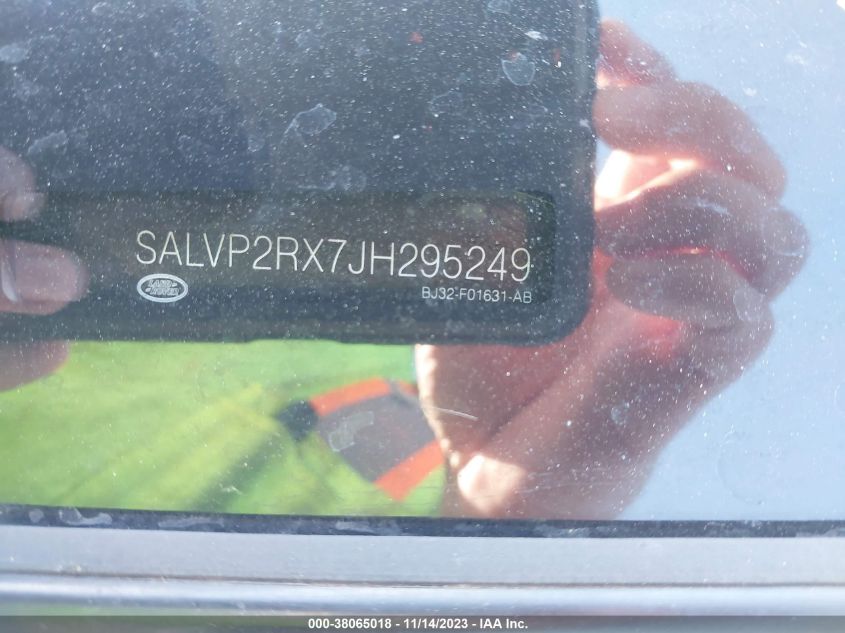 SALVP2RX7JH295249
LAND ROVER
BJ32-F01631-AB
000-38065018 - 11/14/2023 - IAA Inc.